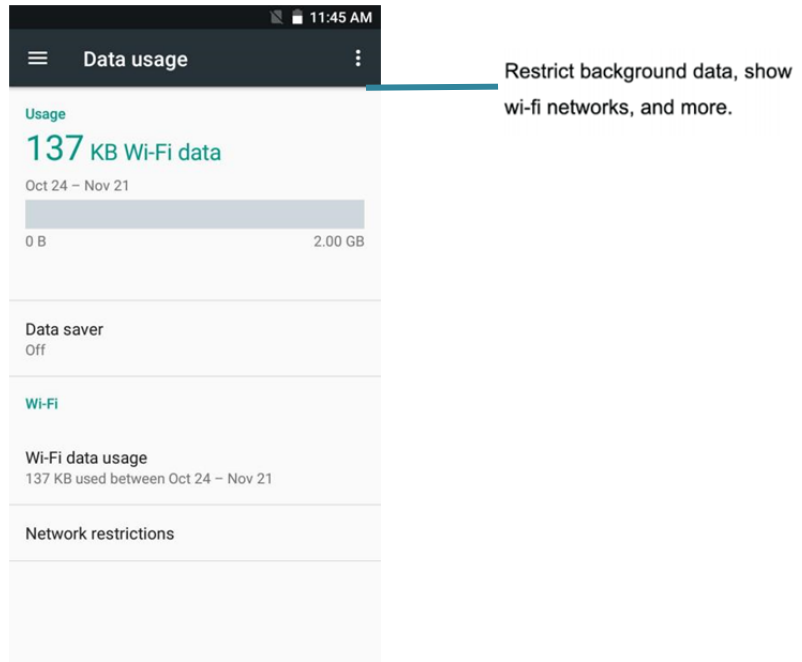 11:45 AM
Data usage
Restrict background data, show
wi-fi networks, and more.
Usage
137 KB Wi-Fi data
Oct 24 – Nov 21
0 B 2.00 GB
Data saver
Off
Wi-Fi
Wi-Fi data usage
137 KB used between Oct 24 – Nov 21
Network restrictions